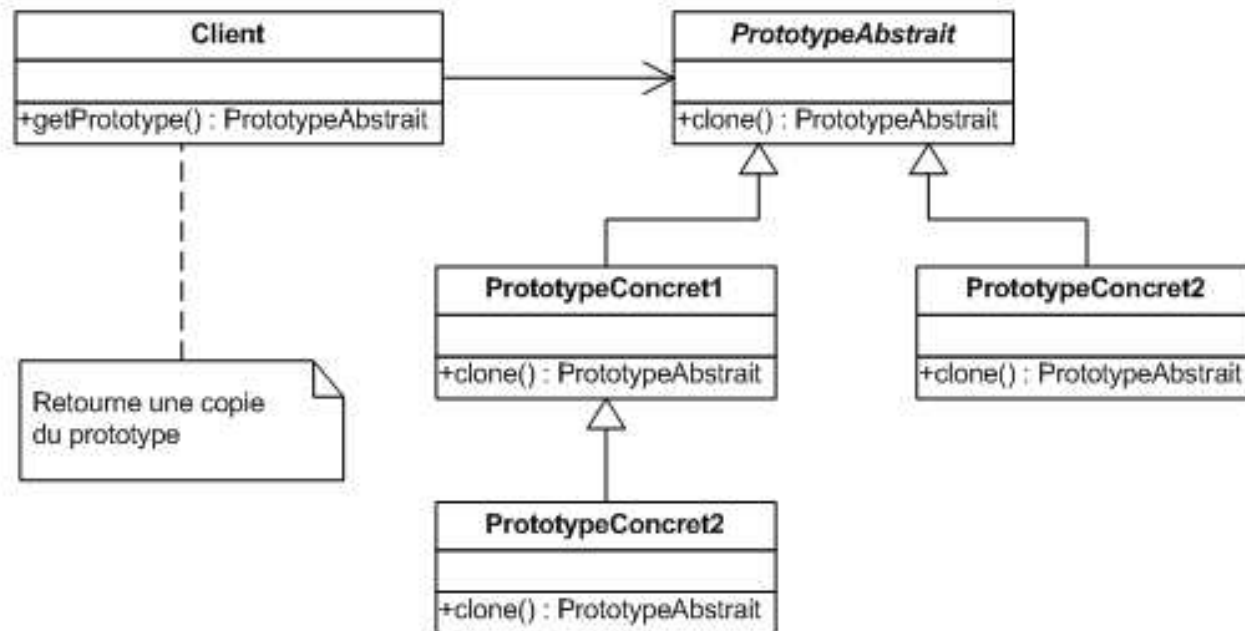 Client
+getPrototype() : PrototypeAbstrait
PrototypeAbstrait
+clone() : PrototypeAbstrait
PrototypeConcret1
+clone() : PrototypeAbstrait
PrototypeConcret2
+clone() : PrototypeAbstrait
Retourne une copie
du prototype
PrototypeConcret2
+clone() : PrototypeAbstrait